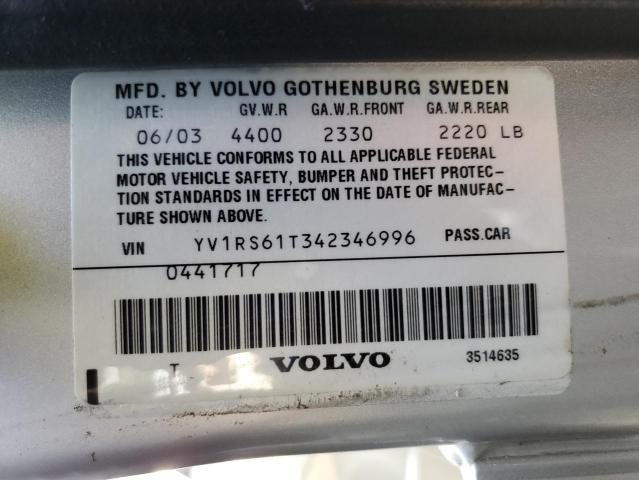 MFD. BY VOLVO GOTHENBURG SWEDEN
DATE: GV.W.R GA.W.R.FRONT GA.W.R.REAR
06/03 4400 2330 2220 LB
THIS VEHICLE CONFORMS TO ALL APPLICABLE FEDERAL
MOTOR VEHICLE SAFETY, BUMPER AND THEFT PROTEC-
TION STANDARDS IN EFFECT ON THE DATE OF MANUFAC-
TURE SHOWN ABOVE.
VIN YV1RS61T342346996 PASS.CAR
0441717
T VOLVO 3514635